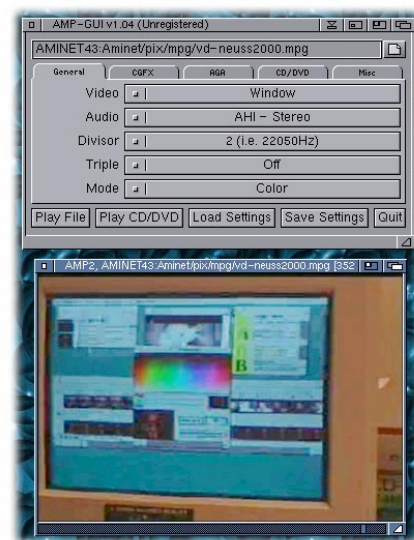 AMP-GUI v1.04 (Unregistered)
AMINET43:Aminet/pix/mpg/vd-neuss2000.mpg
General CGFX AGA CD/DVD Misc
Video Window
Audio AHI - Stereo
Divisor 2 (i.e. 22050Hz)
Triple Off
Mode Color
Play File Play CD/DVD Load Settings Save Settings Quit
AMP2, AMINET43:Aminet/pix/mpg/vd-neuss2000.mpg [352
A
B